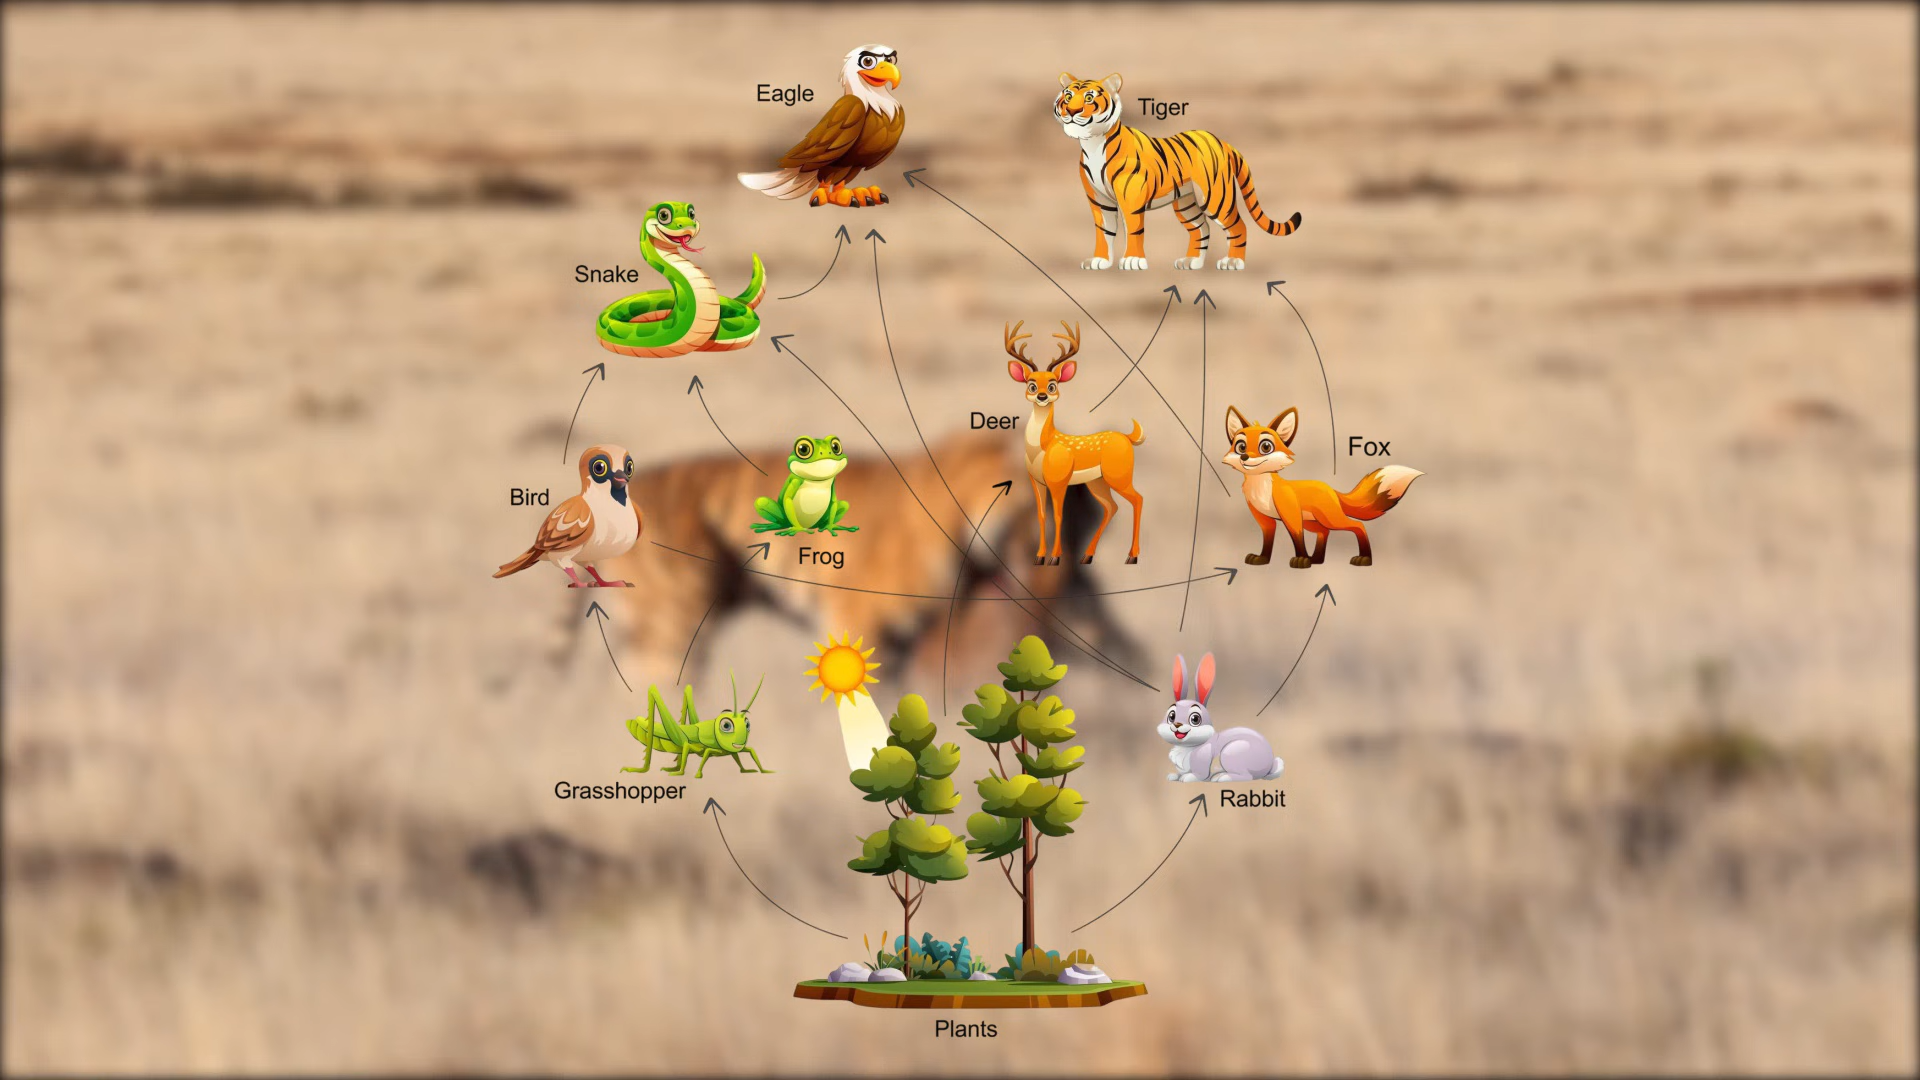 Eagle
Tiger
Snake
Deer
Fox
Bird
Frog
Grasshopper
Rabbit
Plants